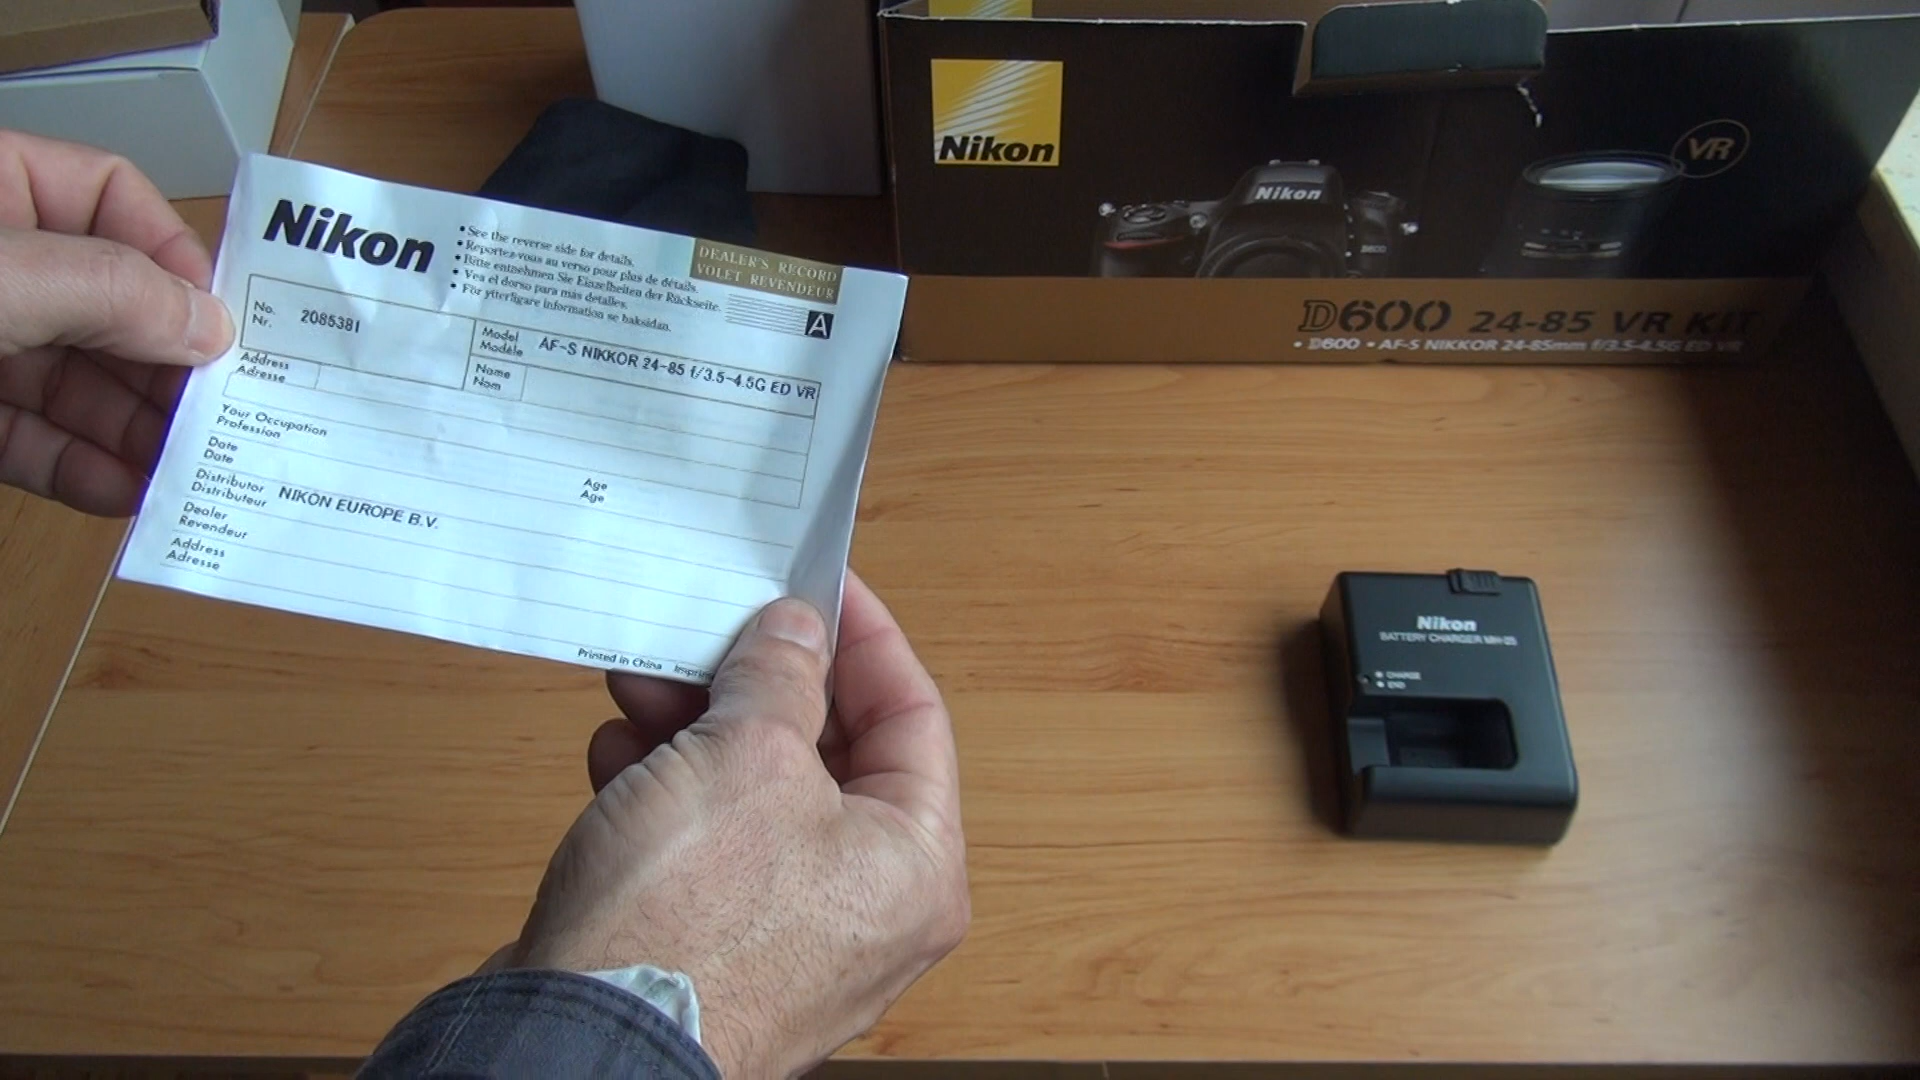 Nikon
• See the reverse side for details.
• Reportez-vous au verso pour plus de détails.
• Bitte entnehmen Sie Einzelheiten der Rückseite.
• Vea el dorso para más detalles.
• För ytterligare information se baksidan.
DEALER'S RECORD
VOLET REVENDEUR
A
No.
Nr.
2085381
Model
Modèle
AF-S NIKKOR 24-85 f/3.5-4.5G ED VR
Name
Nom
Address
Adresse
Your Occupation
Profession
Age
Age
Date
Date
Distributor
Distributeur
NIKON EUROPE B.V.
Dealer
Revendeur
Address
Adresse
Printed in China
Nikon
VR
Nikon
D600
D600 24-85 VR KIT
• D600 • AF-S NIKKOR 24-85mm f/3.5-4.5G ED VR
Nikon
BATTERY CHARGER MH-25
CHARGE
END